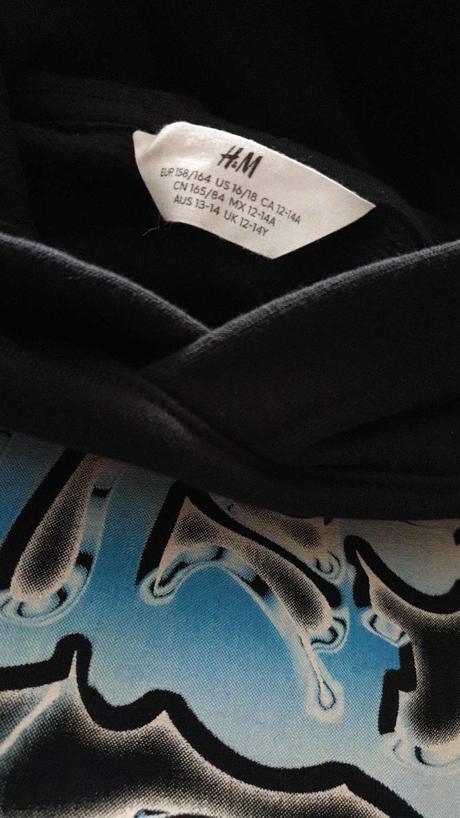 H&M
EUR 158/164 US 16/18 CA 12-14A
CN 165/84 MX 12-14A
AUS 13-14 UK 12-14Y